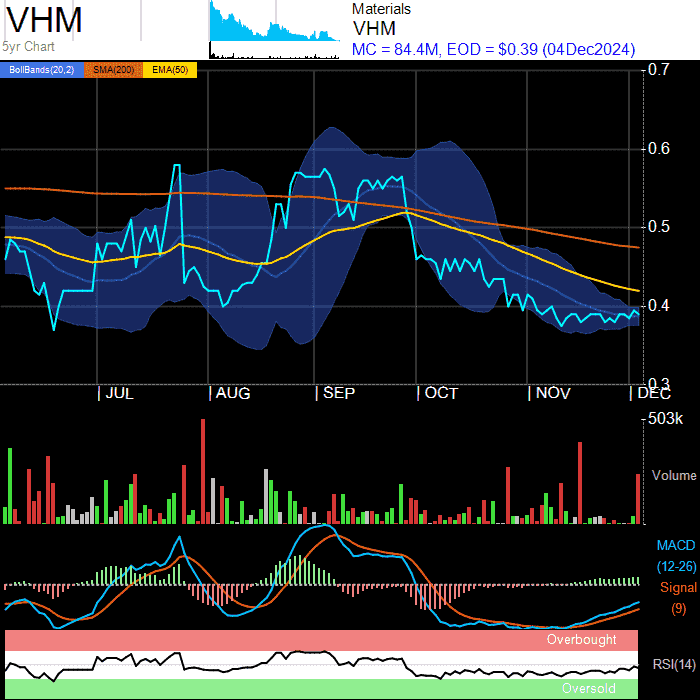 VHM
5yr Chart
Materials
VHM
MC = 84.4M, EOD = $0.39 (04Dec2024)
BollBands(20,2) SMA(200) EMA(50)
0.7
0.6
0.5
0.4
0.3
JUL AUG SEP OCT NOV DEC
503k
Volume
MACD
(12-26)
Signal
(9)
Overbought
RSI(14)
Oversold